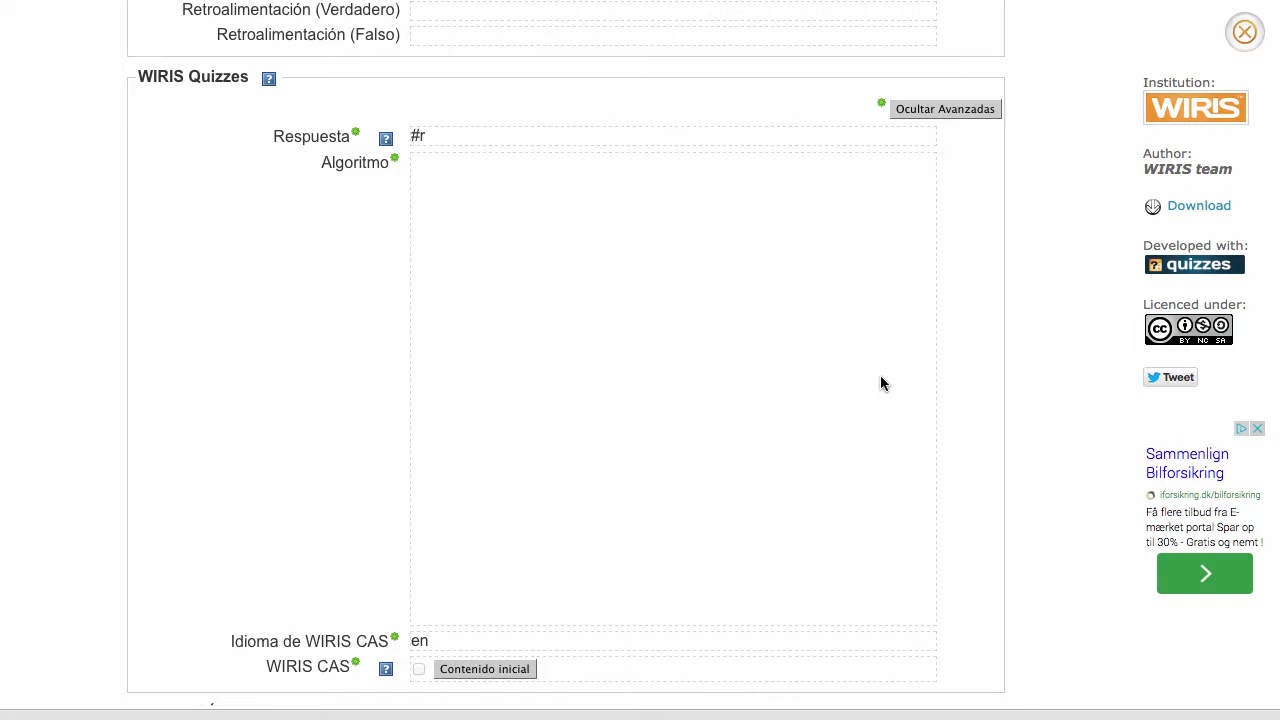 Retroalimentación (Verdadero)
Retroalimentación (Falso)
WIRIS Quizzes ?
Ocultar Avanzadas
Respuesta ? #r
Algoritmo
Idioma de WIRIS CAS en
WIRIS CAS ? Contenido inicial
Institution:
WIRIS™
Author:
WIRIS team
Download
Developed with:
? quizzes
Licenced under:
cc
BY NC SA
Tweet
Sammenlign
Bilforsikring
iforsikring.dk/bilforsikring
Få flere tilbud fra E-
mærket portal Spar op
til 30% - Gratis og nemt !